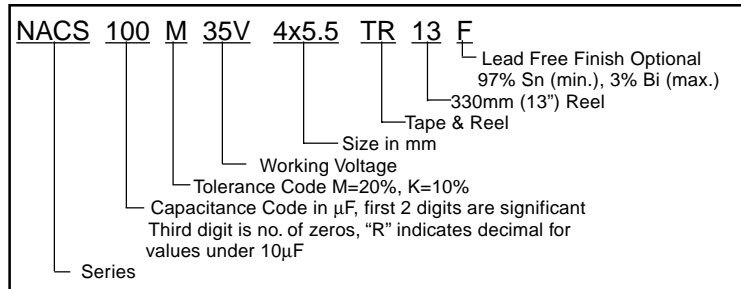 NACS 100 M 35V 4x5.5 TR 13 F
Lead Free Finish Optional
97% Sn (min.), 3% Bi (max.)
330mm (13") Reel
Tape & Reel
Size in mm
Working Voltage
Tolerance Code M=20%, K=10%
Capacitance Code in μF, first 2 digits are significant
Third digit is no. of zeros, “R” indicates decimal for
values under 10μF
Series